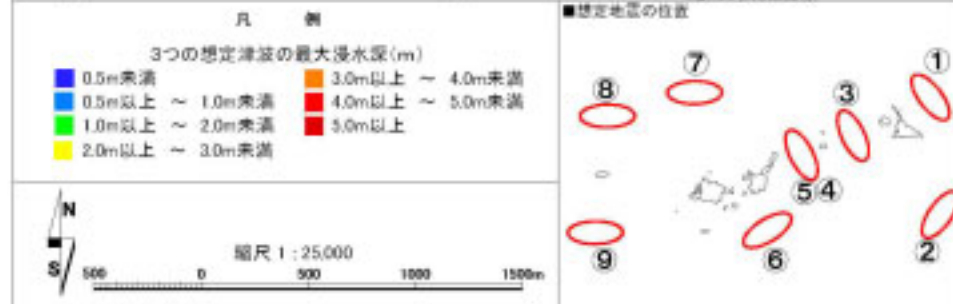 凡　例
3つの想定津波の最大浸水深(m)
0.5m未満
0.5m以上 ～ 1.0m未満
1.0m以上 ～ 2.0m未満
2.0m以上 ～ 3.0m未満
3.0m以上 ～ 4.0m未満
4.0m以上 ～ 5.0m未満
5.0m以上
N
S
縮尺 1：25,000
500 0 500 1000 1500m
■想定地震の位置
①
⑦
⑧
③
⑤④
②
⑥
⑨